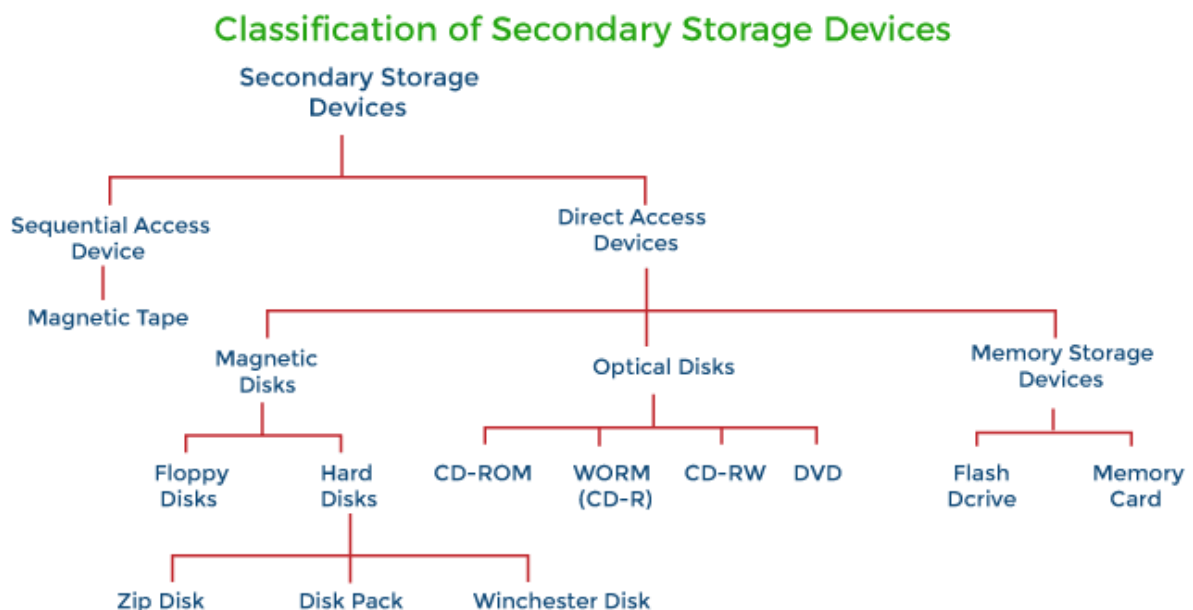 Classification of Secondary Storage Devices
Secondary Storage
Devices
Sequential Access
Device
Direct Access
Devices
Magnetic Tape
Magnetic
Disks
Optical Disks
Memory Storage
Devices
Floppy
Disks
Hard
Disks
CD-ROM
WORM
(CD-R)
CD-RW
DVD
Flash
Dcrive
Memory
Card
Zip Disk
Disk Pack
Winchester Disk